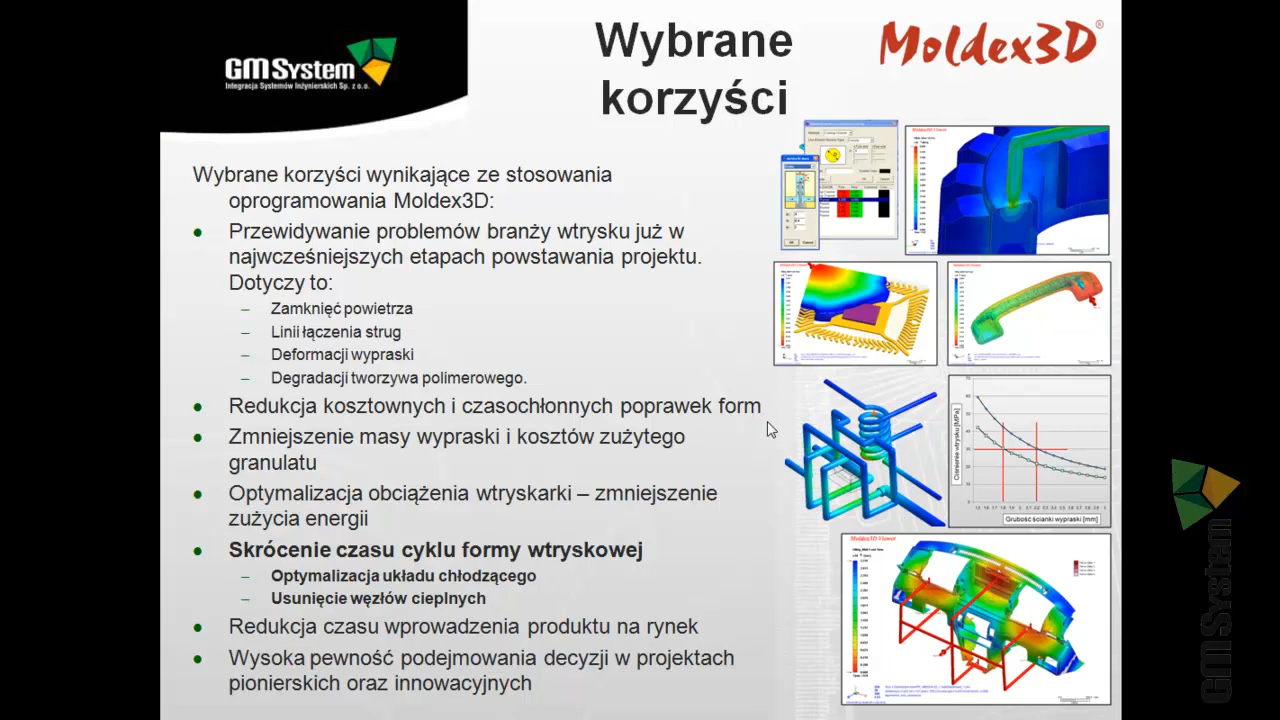 GM System
Integracja Systemów Inżynierskich Sp. z o.o.
Wybrane
korzyści
Moldex3D®
Wybrane korzyści wynikające ze stosowania
oprogramowania Moldex3D:
• Przewidywanie problemów branży wtrysku już w
najwcześniejszych etapach powstawania projektu.
Dotyczy to:
– Zamknięć powietrza
– Linii łączenia strug
– Deformacji wypraski
– Degradacji tworzywa polimerowego.
• Redukcja kosztownych i czasochłonnych poprawek form
• Zmniejszenie masy wypraski i kosztów zużytego
granulatu
• Optymalizacja obciążenia wtryskarki – zmniejszenie
zużycia energii
• Skrócenie czasu cyklu formy wtryskowej
– Optymalizacja układu chłodzącego
– Usunięcie węzłów cieplnych
• Redukcja czasu wprowadzenia produktu na rynek
• Wysoka pewność podejmowania decyzji w projektach
pionierskich oraz innowacyjnych
Ciśnienie wtrysku [MPa]
Grubość ścianki wypraski [mm]
Moldex3D Viewer
GM System